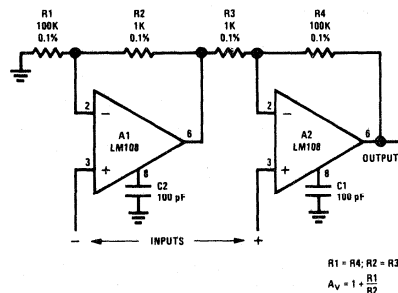 R1
100K
0.1%
R2
1K
0.1%
R3
1K
0.1%
R4
100K
0.1%
2
−
A1
LM108
6
3
+
8
C2
100 pF
2
−
A2
LM108
6
OUTPUT
3
+
8
C1
100 pF
− INPUTS +
R1 = R4; R2 = R3
AV = 1 + R1
R2